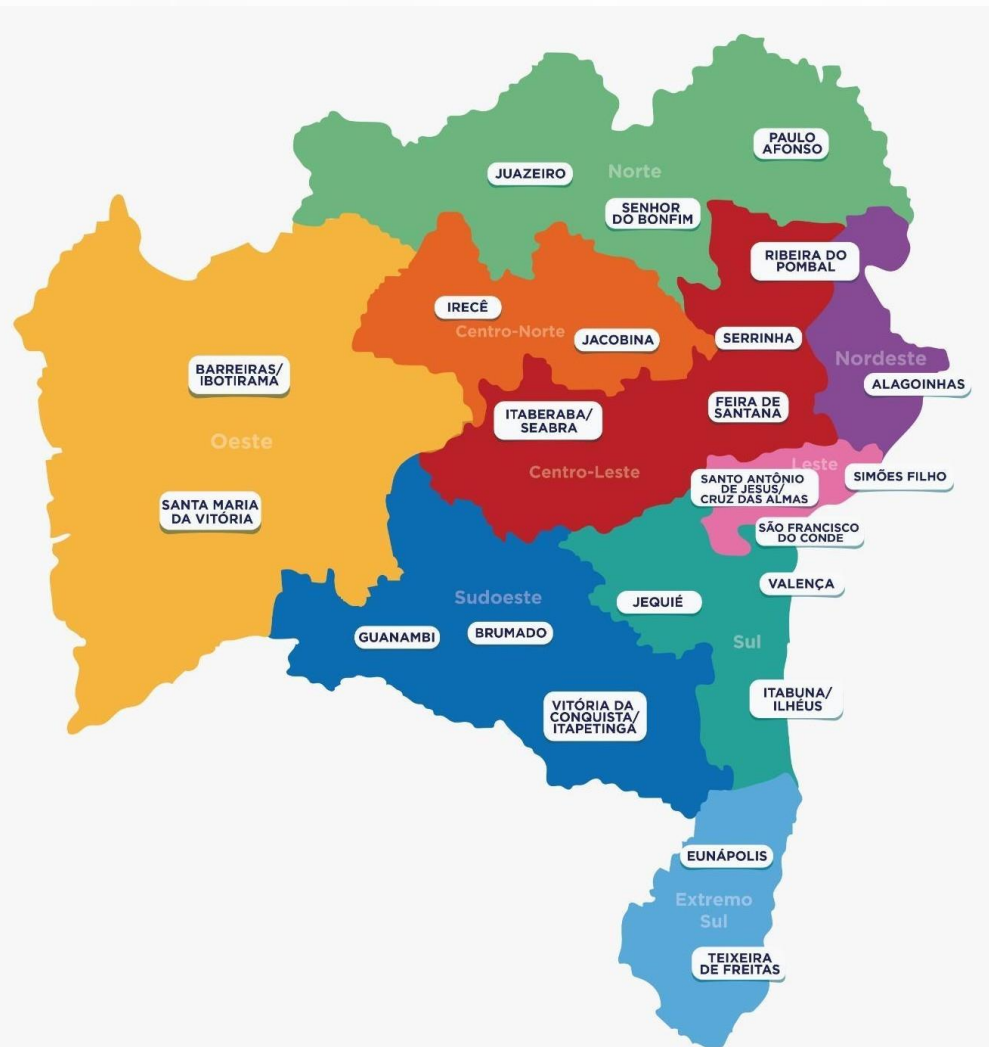 PAULO
AFONSO
JUAZEIRO
Norte
SENHOR
DO BONFIM
RIBEIRA DO
POMBAL
IRECÊ
Centro-Norte
JACOBINA
SERRINHA
Nordeste
BARREIRAS/
IBOTIRAMA
ALAGOINHAS
ITABERABA/
SEABRA
FEIRA DE
SANTANA
Oeste
Centro-Leste
Leste
SIMÕES FILHO
SANTO ANTÔNIO
DE JESUS/
CRUZ DAS ALMAS
SANTA MARIA
DA VITÓRIA
SÃO FRANCISCO
DO CONDE
VALENÇA
Sudoeste
JEQUIÉ
GUANAMBI
BRUMADO
Sul
ITABUNA/
ILHÉUS
VITÓRIA DA
CONQUISTA/
ITAPETINGA
EUNÁPOLIS
Extremo
Sul
TEIXEIRA
DE FREITAS